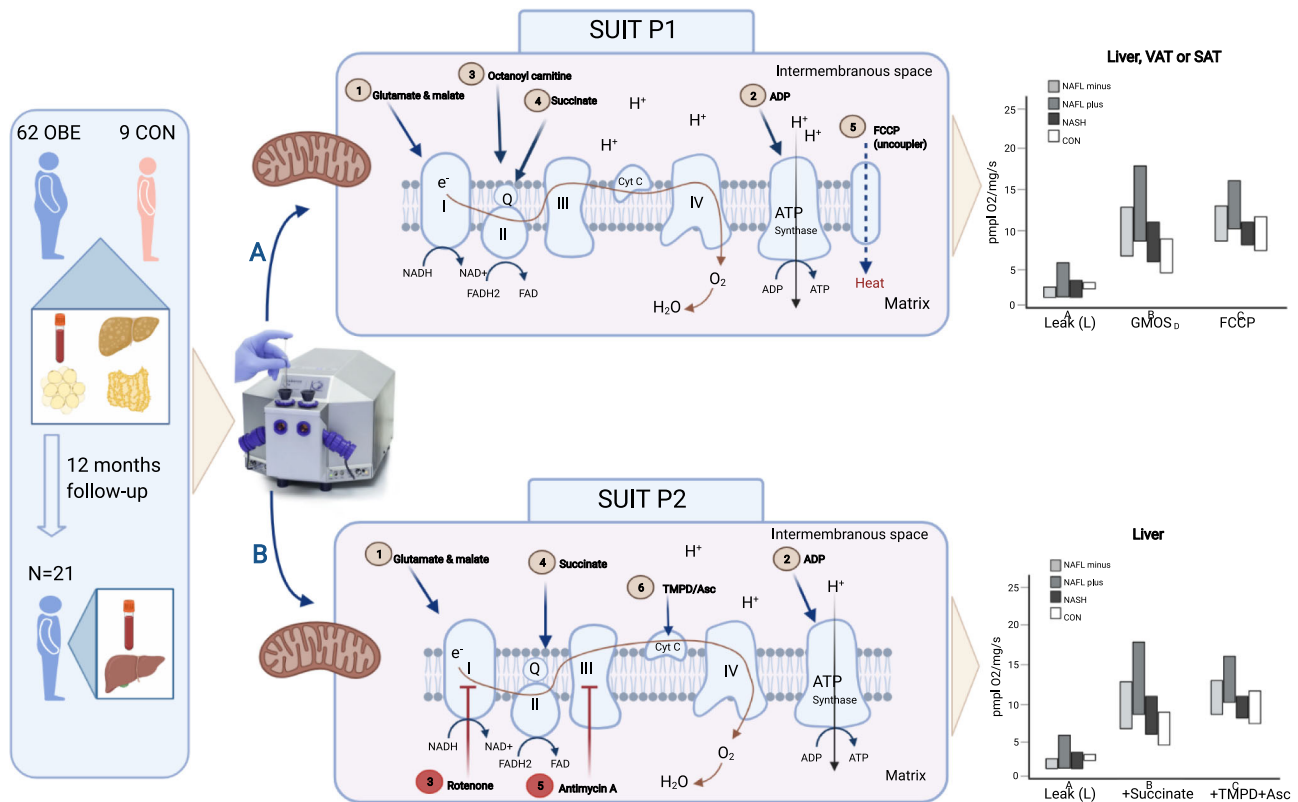 62 OBE
9 CON
12 months
follow-up
N=21
A
B
SUIT P1
Intermembranous space
1
Glutamate & malate
3
Octanoyl carnitine
4
Succinate
H+
H+
H+
2
ADP
H+
H+
5
FCCP
(uncoupler)
e-
I
Q
II
III
Cyt C
IV
ATP
Synthase
NADH
NAD+
FADH2
FAD
O2
H2O
ADP
ATP
Heat
Matrix
Liver, VAT or SAT
NAFL minus
NAFL plus
NASH
CON
pmpl O2/mg/s
25
20
15
10
5
0
A
B
C
Leak (L)
GMOS D
FCCP
SUIT P2
Intermembranous space
1
Glutamate & malate
4
Succinate
H+
6
TMPD/Asc
H+
2
ADP
H+
e-
I
Q
II
III
Cyt C
IV
ATP
Synthase
NADH
NAD+
FADH2
FAD
O2
H2O
ADP
ATP
3
Rotenone
5
Antimycin A
Matrix
Liver
NAFL minus
NAFL plus
NASH
CON
pmpl O2/mg/s
25
20
15
10
5
0
A
B
C
Leak (L)
+Succinate
+TMPD+Asc